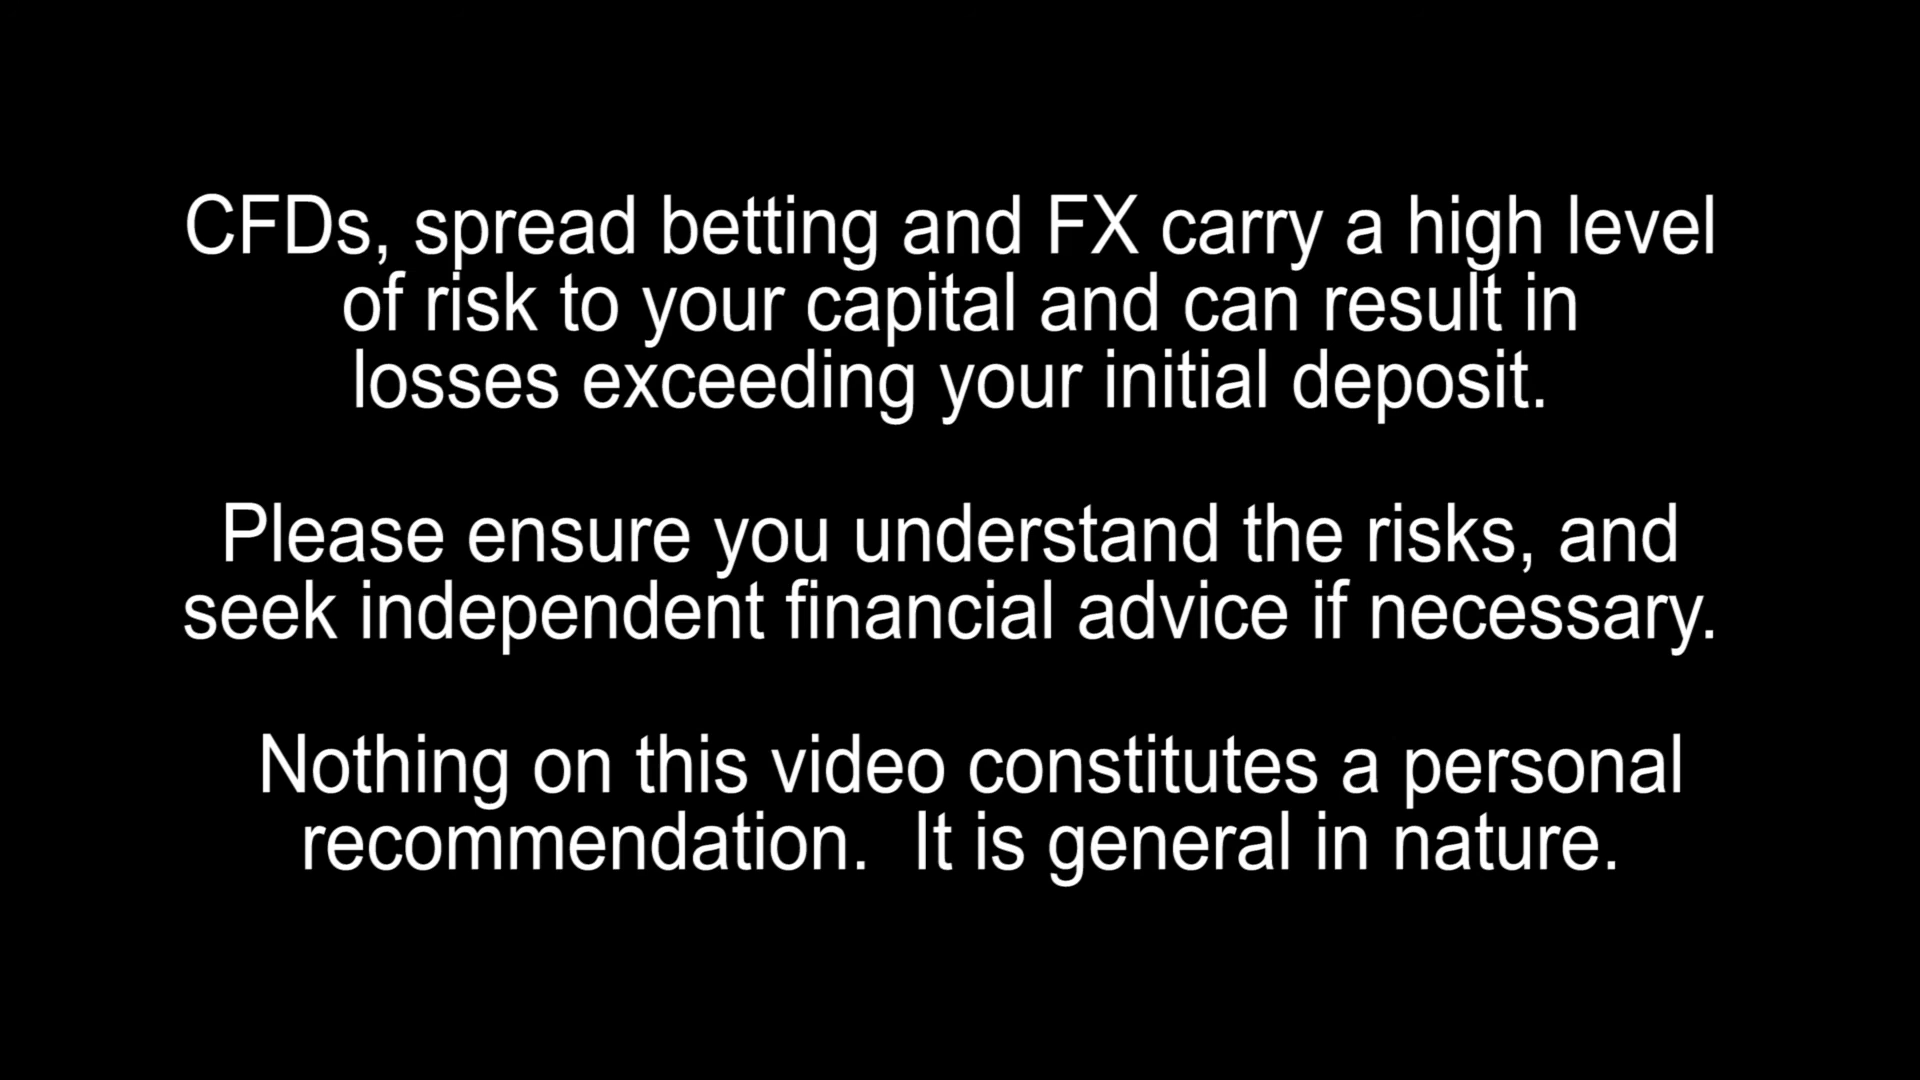 CFDs, spread betting and FX carry a high level
of risk to your capital and can result in
losses exceeding your initial deposit.
Please ensure you understand the risks, and
seek independent financial advice if necessary.
Nothing on this video constitutes a personal
recommendation.  It is general in nature.